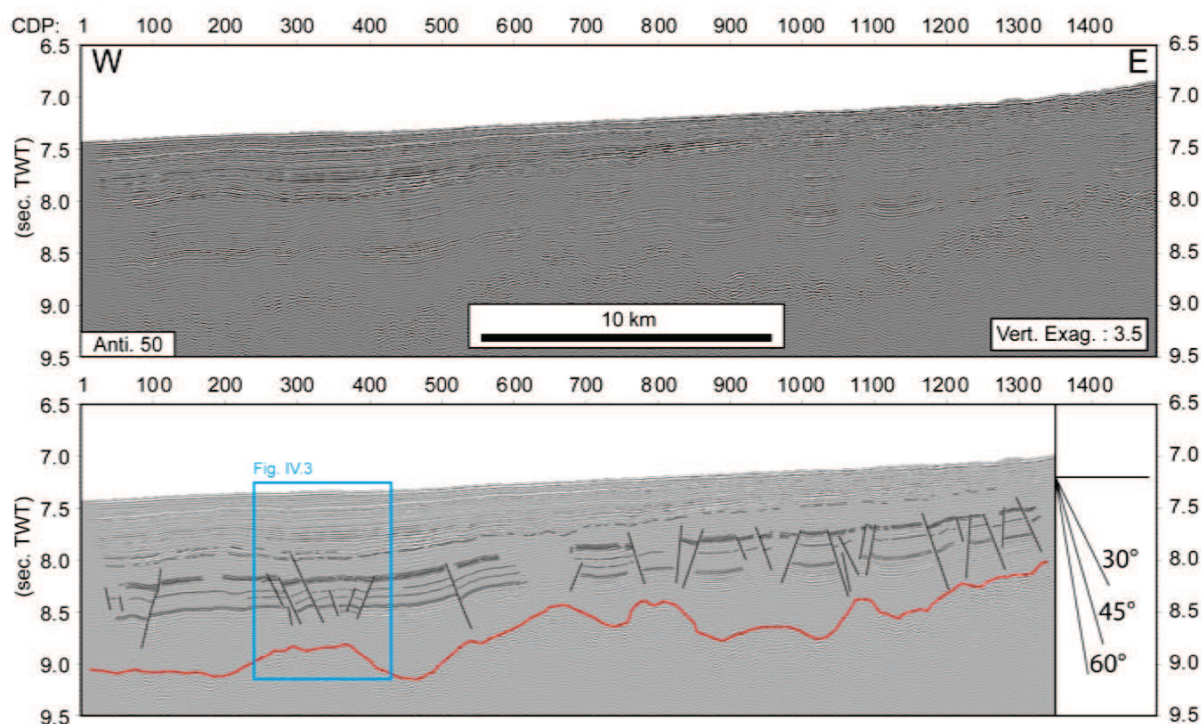 CDP: 1 100 200 300 400 500 600 700 800 900 1000 1100 1200 1300 1400
6.5 6.5
W E
7.0 7.0
7.5 7.5
(sec. TWT)
8.0 8.0
8.5 8.5
9.0 9.0
10 km
Anti. 50
Vert. Exag. : 3.5
9.5 9.5
1 100 200 300 400 500 600 700 800 900 1000 1100 1200 1300 1400
6.5 6.5
Fig. IV.3
7.0 7.0
7.5 7.5
(sec. TWT)
8.0 8.0
30°
8.5 8.5
45°
9.0 9.0
60°
9.5 9.5